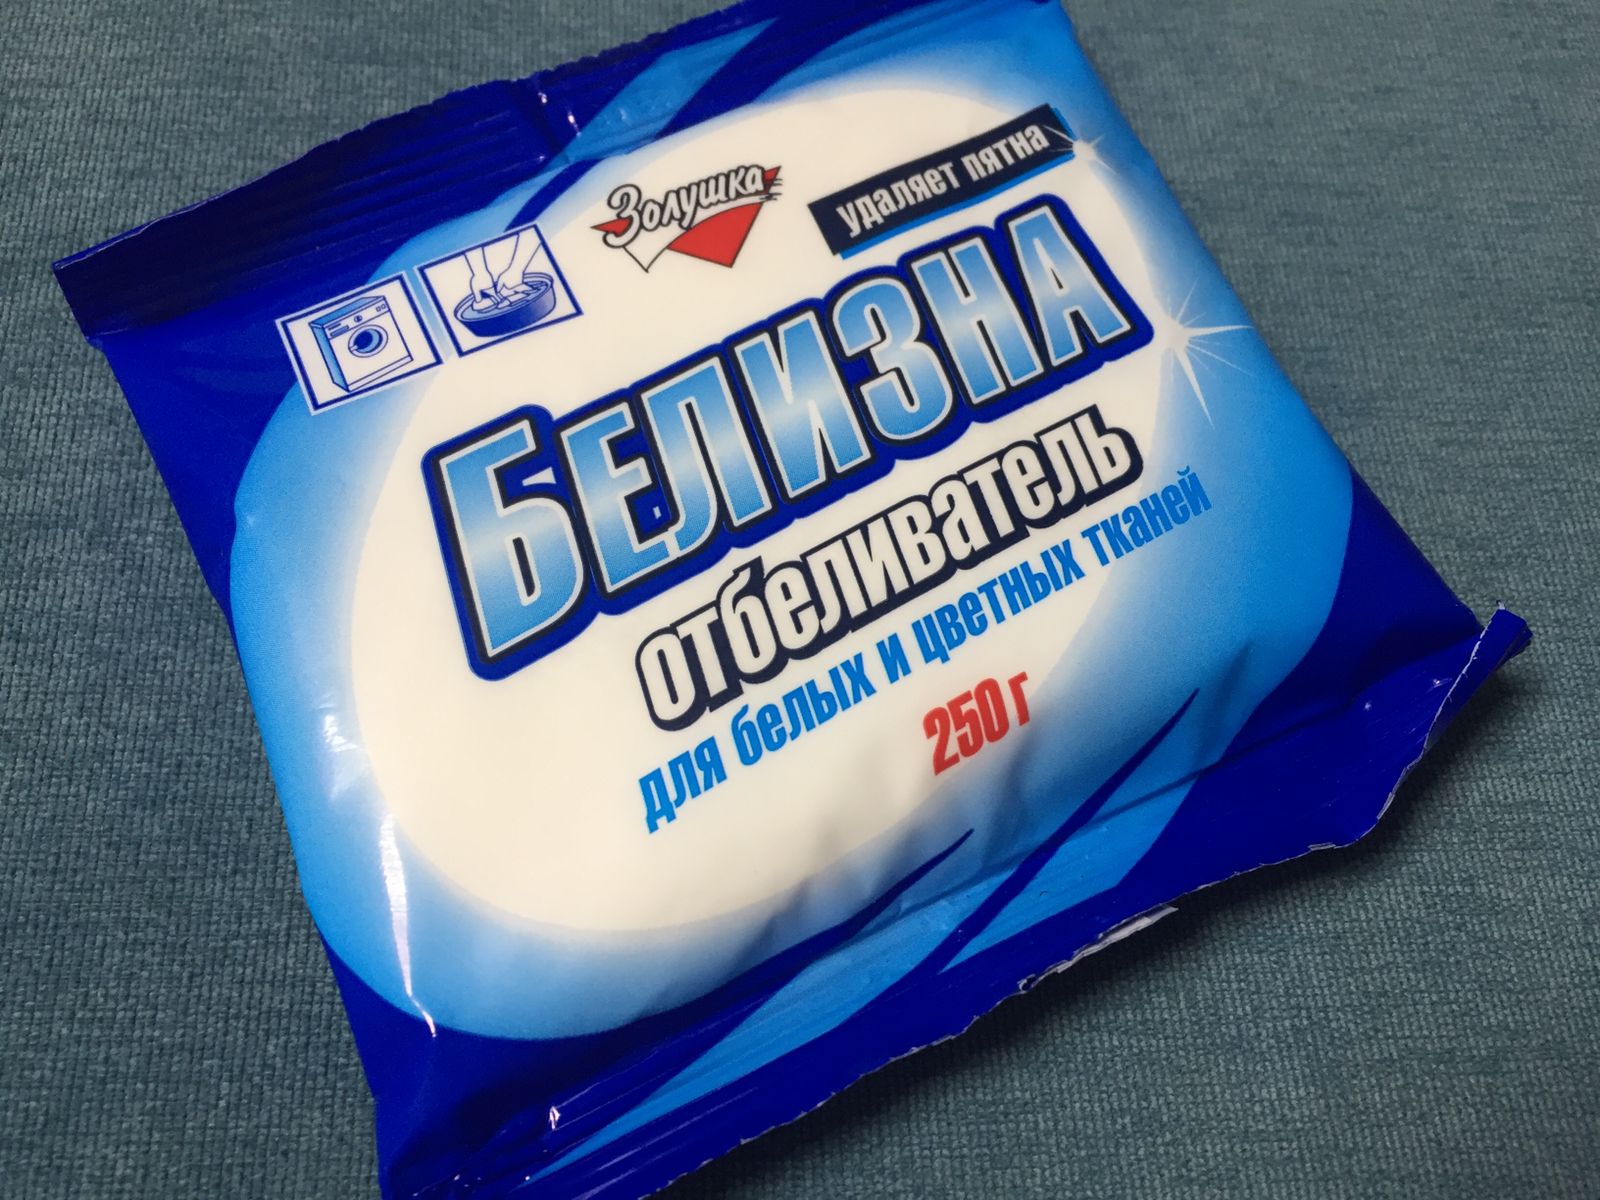 Золушка
удаляет пятна
БЕЛИЗНА
отбеливатель
для белых и цветных тканей
250 г